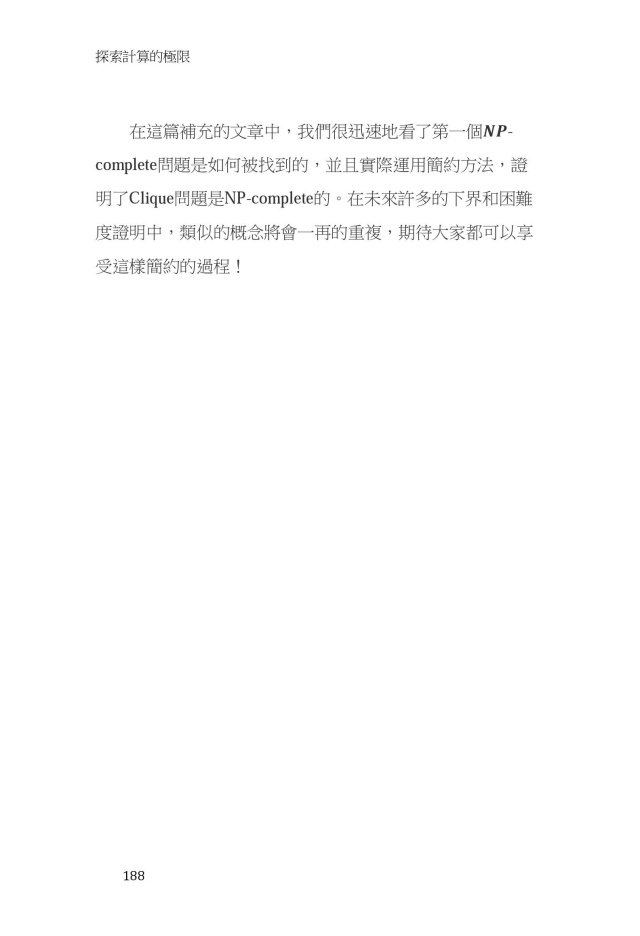 探索計算的極限
在這篇補充的文章中，我們很迅速地看了第一個NP-
complete問題是如何被找到的，並且實際運用簡約方法，證
明了Clique問題是NP-complete的。在未來許多的下界和困難
度證明中，類似的概念將會一再的重複，期待大家都可以享
受這樣簡約的過程！
188